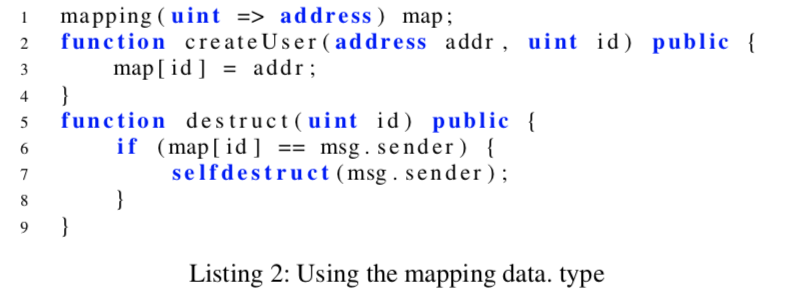 1 mapping(uint => address) map;
2 function createUser(address addr, uint id) public {
3 map[id] = addr;
4 }
5 function destruct(uint id) public {
6 if (map[id] == msg.sender) {
7 selfdestruct(msg.sender);
8 }
9 }
Listing 2: Using the mapping data. type